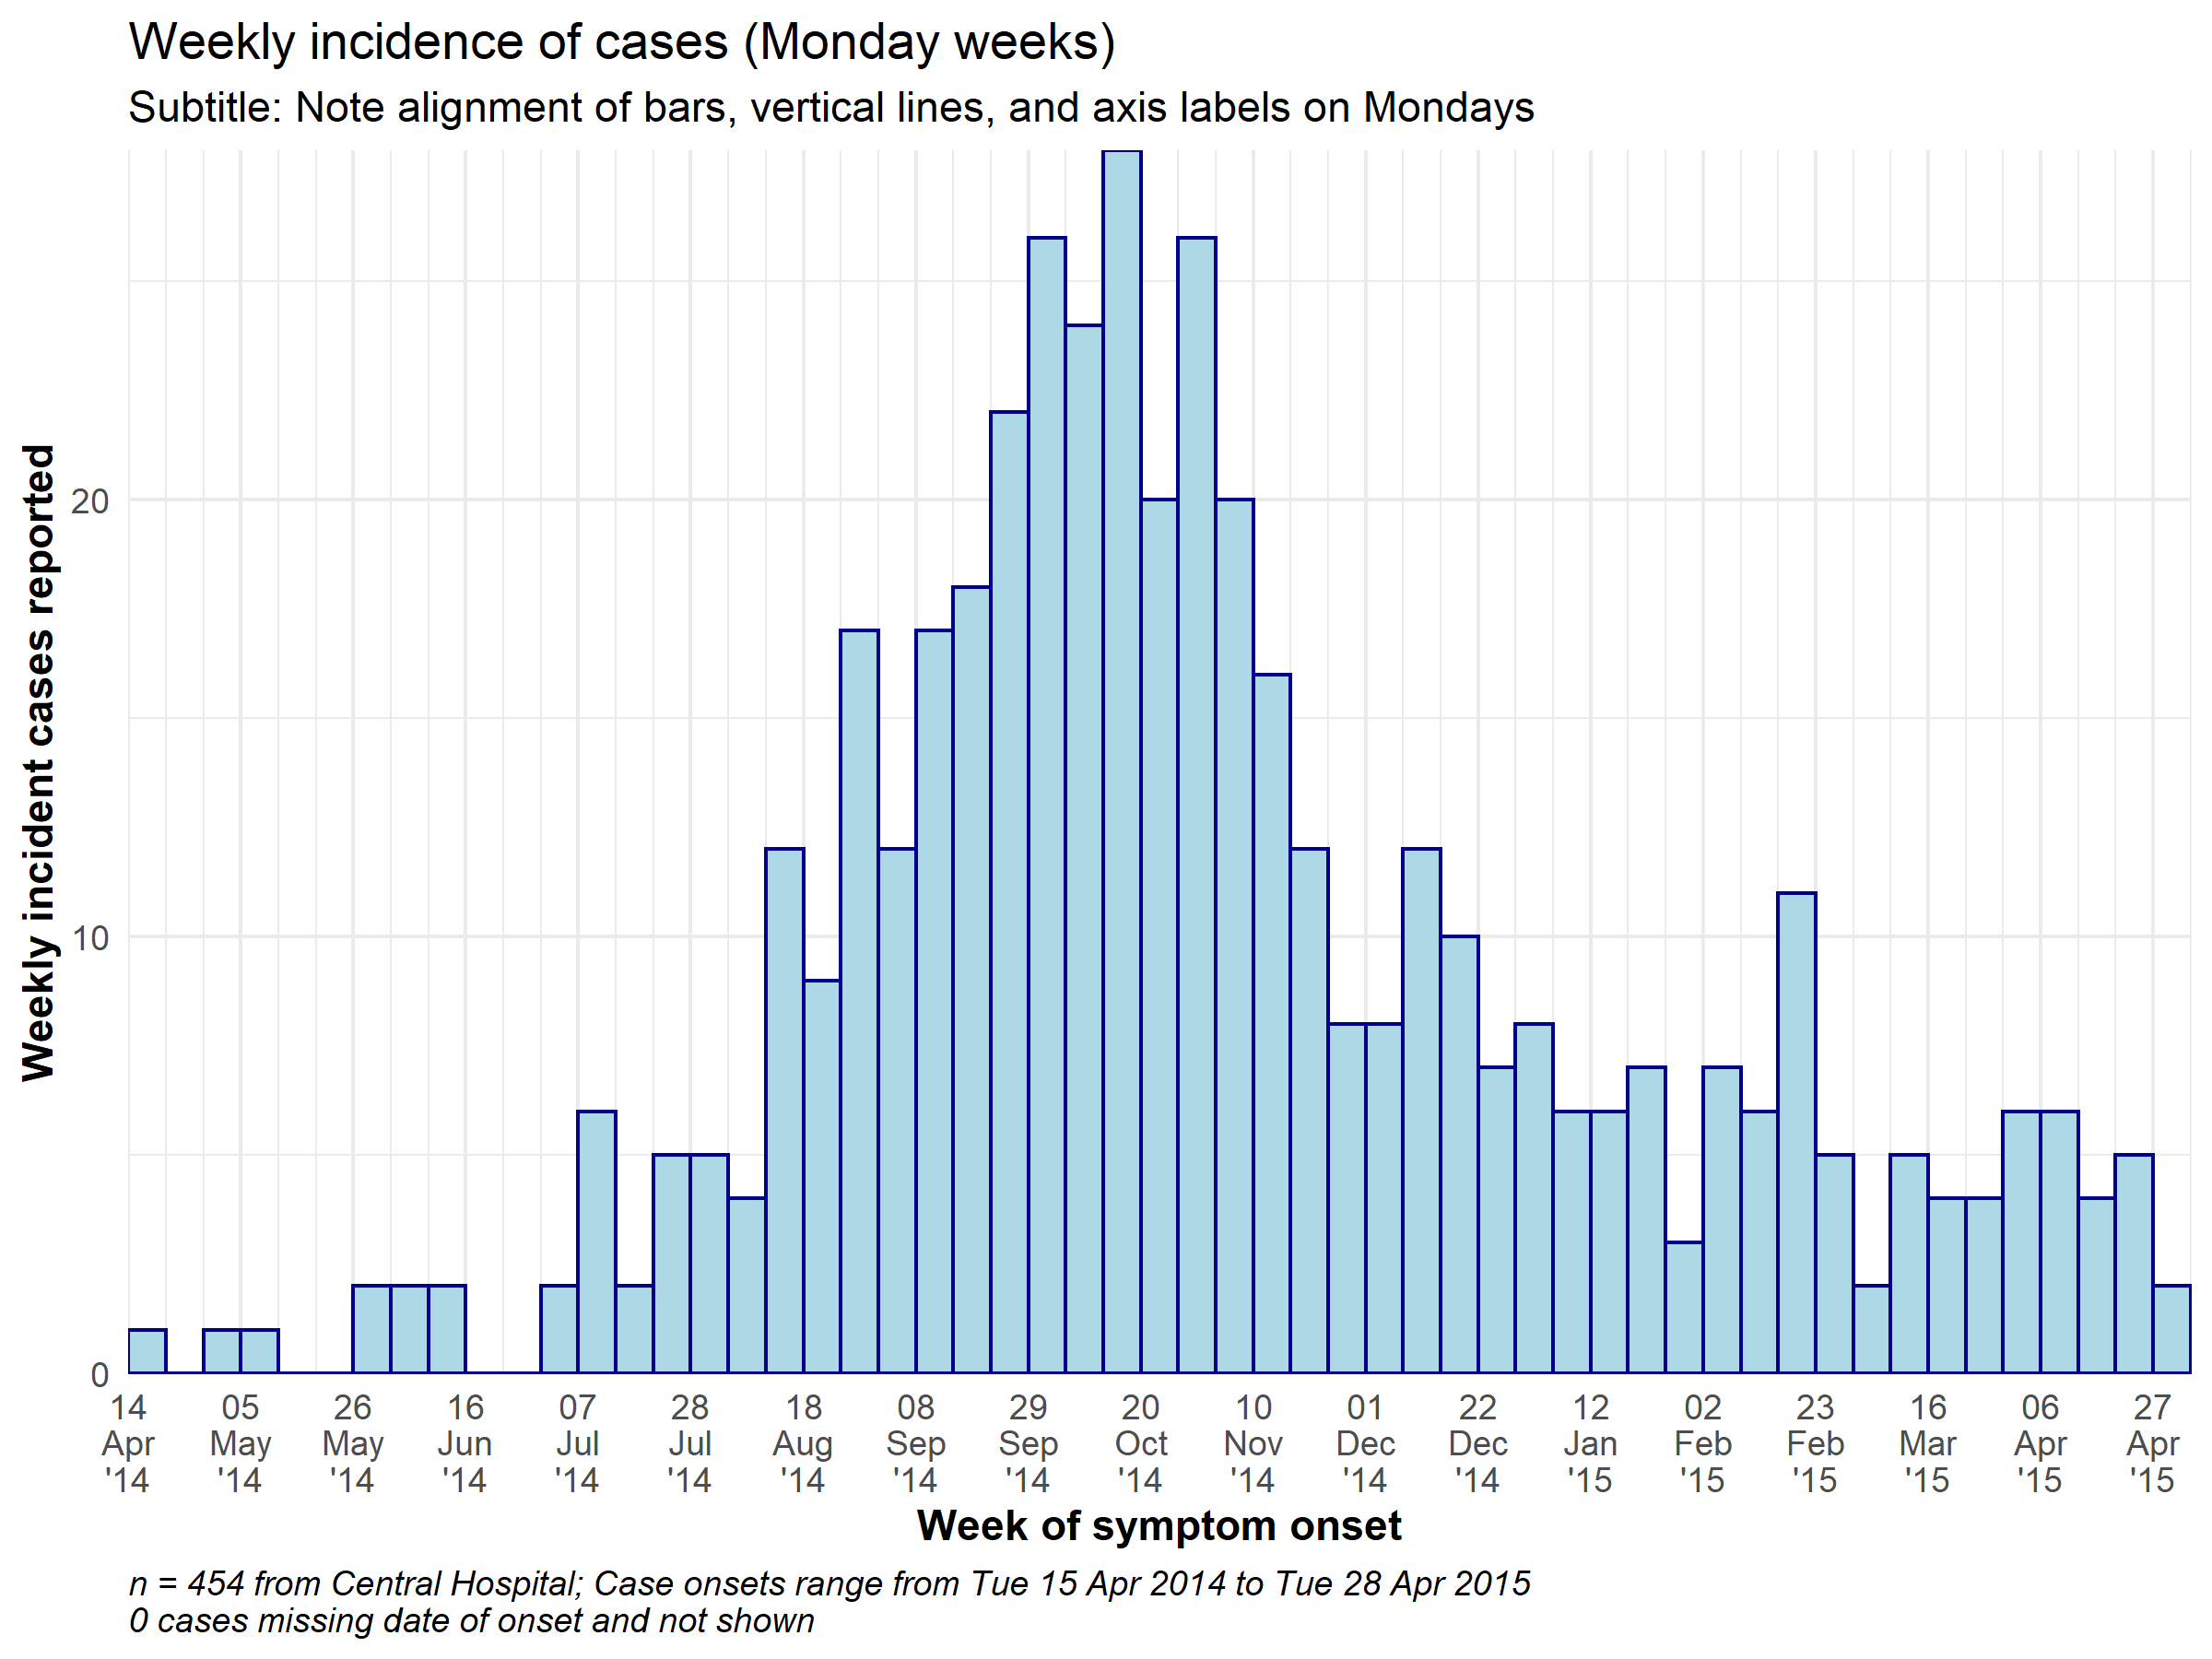 Weekly incidence of cases (Monday weeks)
Subtitle: Note alignment of bars, vertical lines, and axis labels on Mondays
Weekly incident cases reported
20
10
0
14 05 26 16 07 28 18 08 29 20 10 01 22 12 02 23 16 06 27
Apr May May Jun Jul Jul Aug Sep Sep Oct Nov Dec Dec Jan Feb Feb Mar Apr Apr
'14 '14 '14 '14 '14 '14 '14 '14 '14 '14 '14 '14 '14 '15 '15 '15 '15 '15 '15
Week of symptom onset
n = 454 from Central Hospital; Case onsets range from Tue 15 Apr 2014 to Tue 28 Apr 2015
0 cases missing date of onset and not shown